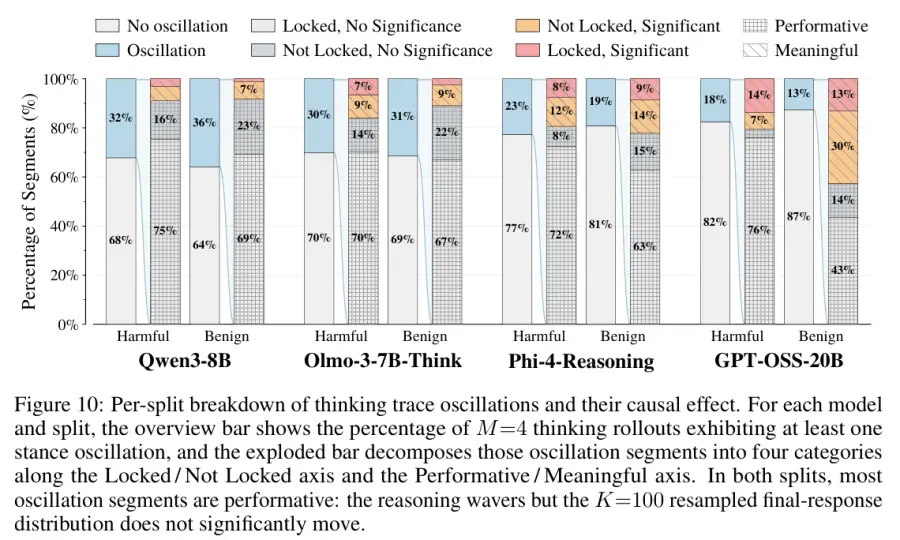 No oscillation
Locked, No Significance
Not Locked, Significant
Performative
Oscillation
Not Locked, No Significance
Locked, Significant
Meaningful
Percentage of Segments (%)
100%
80%
60%
40%
20%
0%
32%
68%
16%
75%
36%
64%
7%
23%
69%
30%
70%
7%
9%
14%
70%
31%
69%
9%
22%
67%
23%
77%
8%
12%
8%
72%
19%
81%
9%
14%
15%
63%
18%
82%
14%
7%
76%
13%
87%
13%
30%
14%
43%
Harmful Benign Harmful Benign Harmful Benign Harmful Benign
Qwen3-8B Olmo-3-7B-Think Phi-4-Reasoning GPT-OSS-20B
Figure 10: Per-split breakdown of thinking trace oscillations and their causal effect. For each model
and split, the overview bar shows the percentage of M=4 thinking rollouts exhibiting at least one
stance oscillation, and the exploded bar decomposes those oscillation segments into four categories
along the Locked / Not Locked axis and the Performative / Meaningful axis. In both splits, most
oscillation segments are performative: the reasoning wavers but the K=100 resampled final-response
distribution does not significantly move.